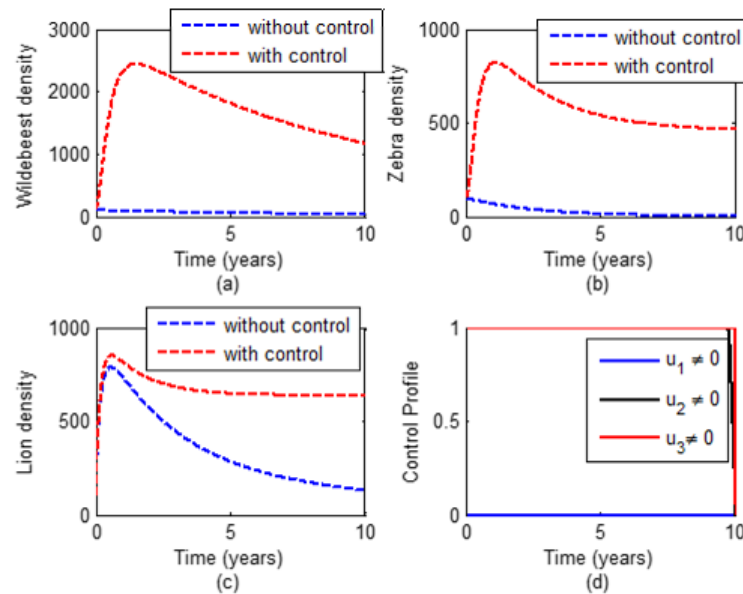 without control
with control
Wildebeest density
3000
2000
1000
0
0
5
10
Time (years)
(a)
without control
with control
Zebra density
1000
500
0
0
5
10
Time (years)
(b)
without control
with control
Lion density
1000
500
0
0
5
10
Time (years)
(c)
u₁ ≠ 0
u₂ ≠ 0
u₃ ≠ 0
Control Profile
1
0.5
0
0
5
10
Time (years)
(d)